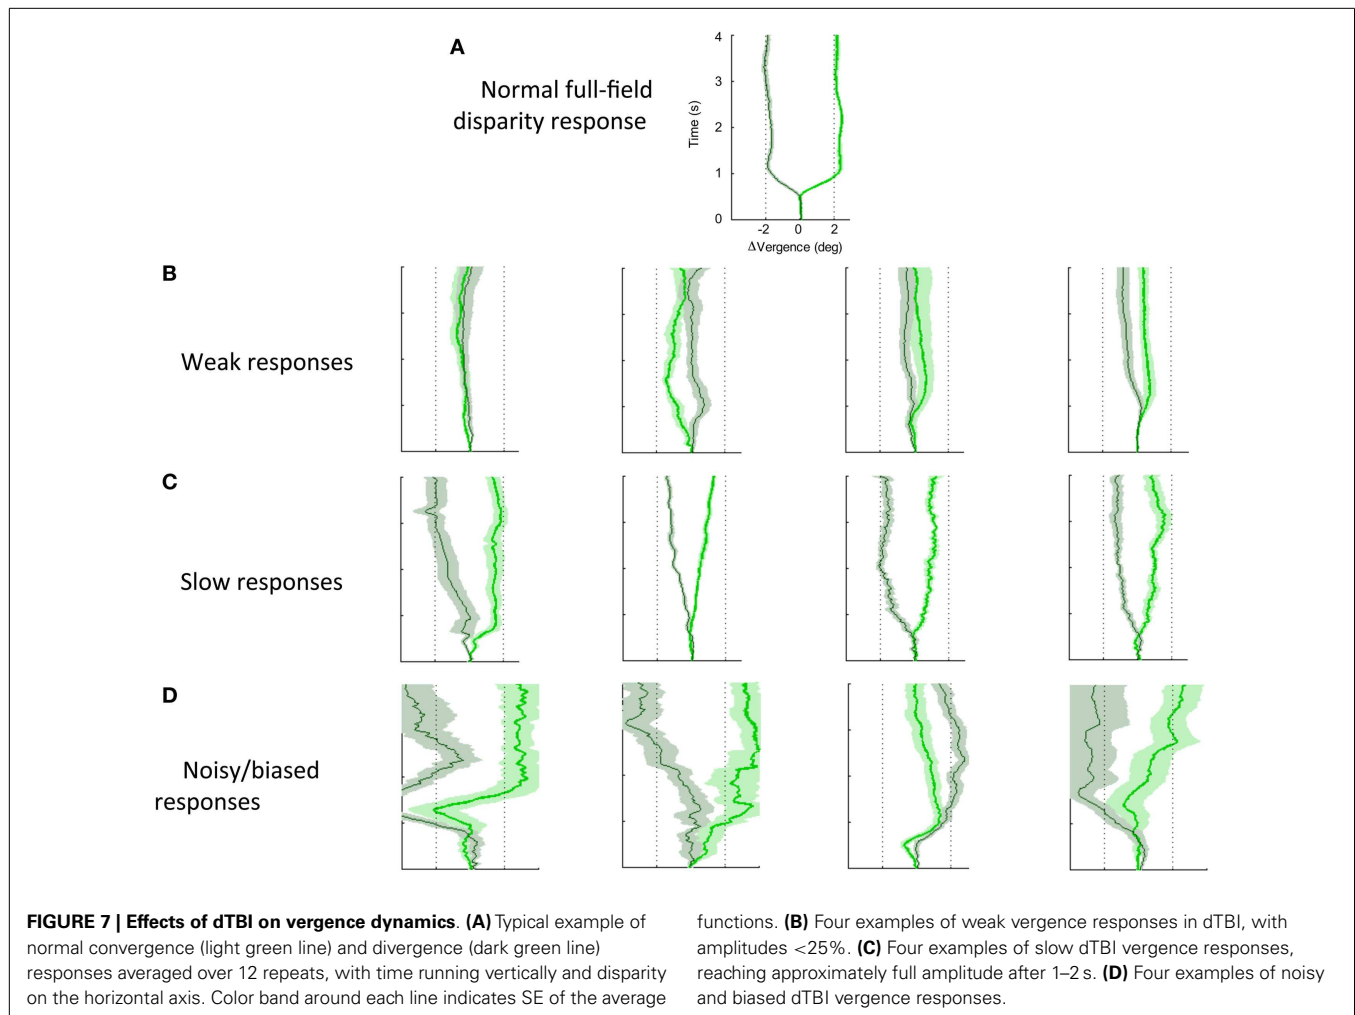 A
Normal full-field
disparity response
4
3
2
1
0
Time (s)
-2 0 2
ΔVergence (deg)
B
Weak responses
C
Slow responses
D
Noisy/biased
responses
FIGURE 7 | Effects of dTBI on vergence dynamics. (A) Typical example of
normal convergence (light green line) and divergence (dark green line)
responses averaged over 12 repeats, with time running vertically and disparity
on the horizontal axis. Color band around each line indicates SE of the average
functions. (B) Four examples of weak vergence responses in dTBI, with
amplitudes <25%. (C) Four examples of slow dTBI vergence responses,
reaching approximately full amplitude after 1–2 s. (D) Four examples of noisy
and biased dTBI vergence responses.